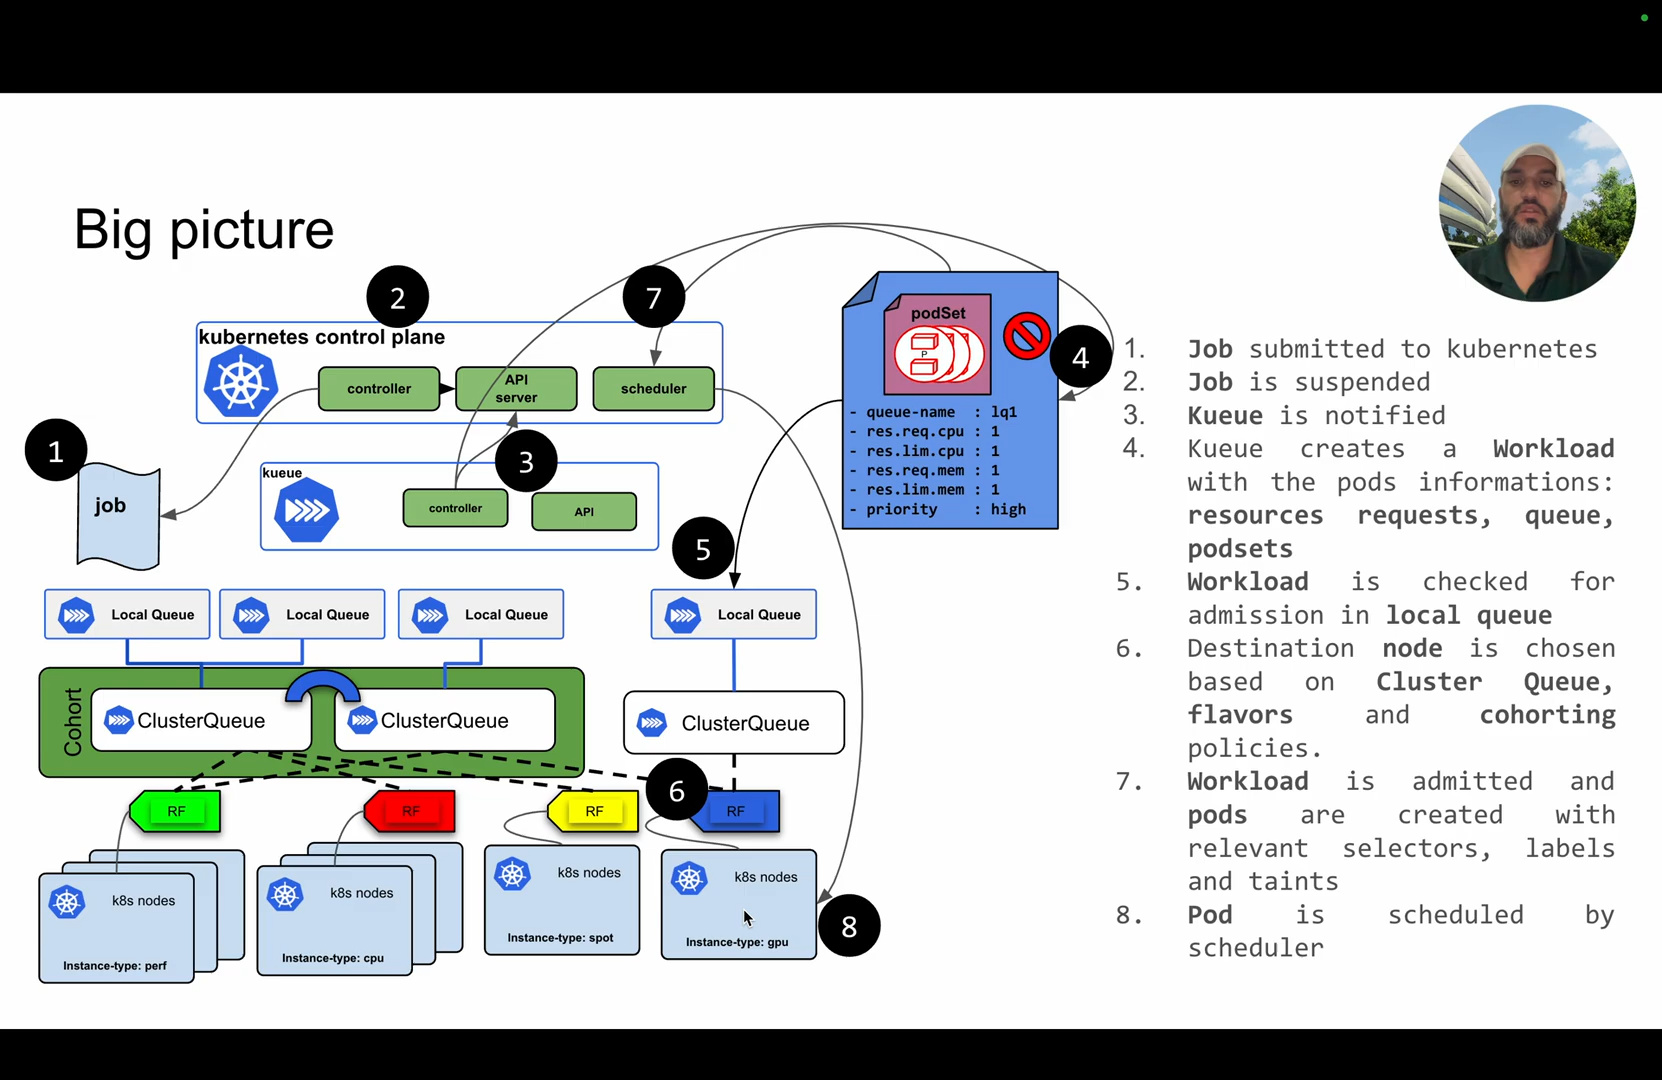 Big picture
2
7
kubernetes control plane
controller
API
server
scheduler
1
job
3
kueue
controller
API
podSet
P
4
- queue-name : lq1
- res.req.cpu : 1
- res.lim.cpu : 1
- res.req.mem : 1
- res.lim.mem : 1
- priority : high
5
Local Queue
Local Queue
Local Queue
Local Queue
Cohort
ClusterQueue
ClusterQueue
ClusterQueue
6
RF
RF
RF
RF
k8s nodes
Instance-type: perf
k8s nodes
Instance-type: cpu
k8s nodes
Instance-type: spot
k8s nodes
Instance-type: gpu
8
1. Job submitted to kubernetes
2. Job is suspended
3. Kueue is notified
4. Kueue creates a Workload
with the pods informations:
resources requests, queue,
podsets
5. Workload is checked for
admission in local queue
6. Destination node is chosen
based on Cluster Queue,
flavors and cohorting
policies.
7. Workload is admitted and
pods are created with
relevant selectors, labels
and taints
8. Pod is scheduled by
scheduler